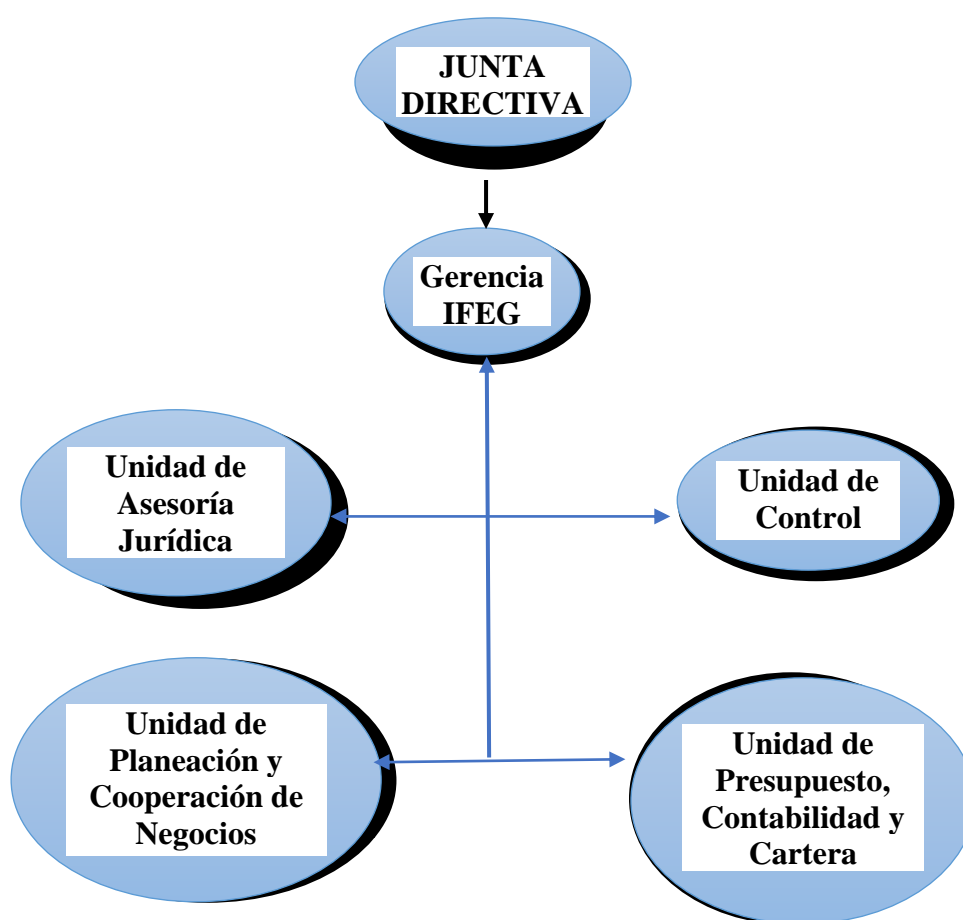 JUNTA
DIRECTIVA
Gerencia
IFEG
Unidad de
Asesoría
Jurídica
Unidad de
Control
Unidad de
Planeación y
Cooperación de
Negocios
Unidad de
Presupuesto,
Contabilidad y
Cartera